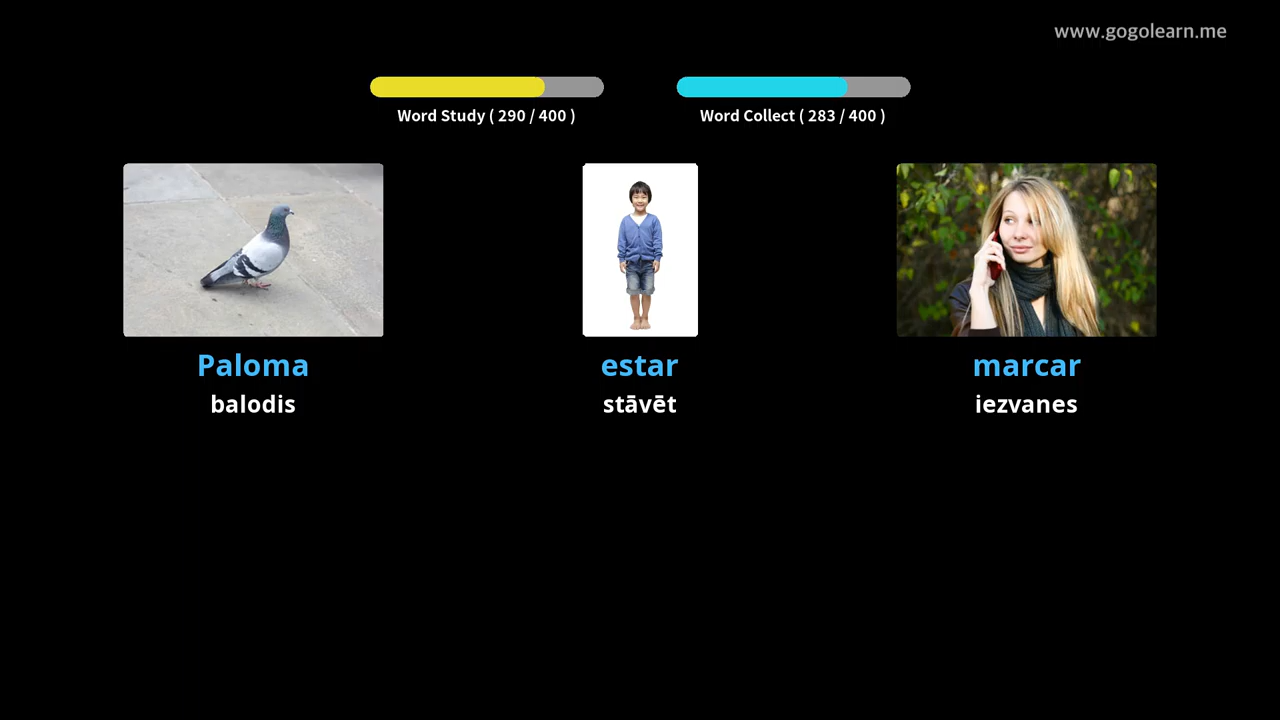 www.gogolearn.me
Word Study ( 290 / 400 )
Word Collect ( 283 / 400 )
Paloma
estar
marcar
balodis
stāvēt
iezvanes